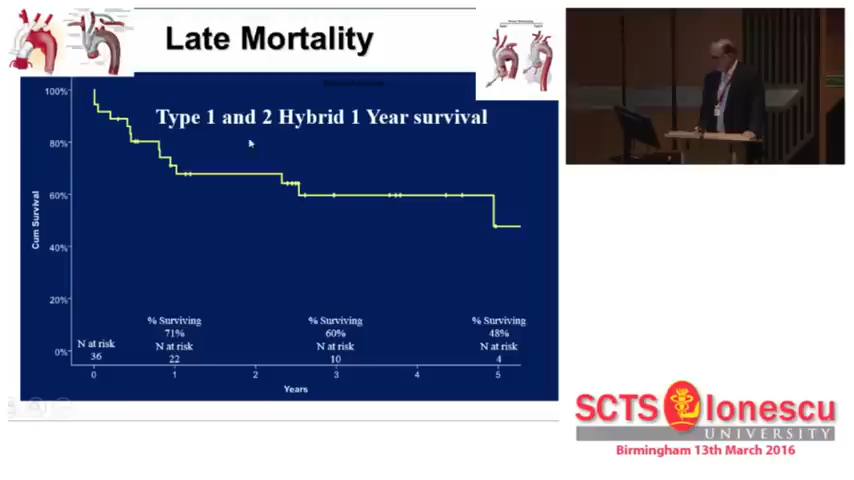 Late Mortality
Type 1 and 2 Hybrid 1 Year survival
100%
80%
60%
40%
20%
0%
Cum Survival
N at risk
36
% Surviving
71%
N at risk
22
% Surviving
60%
N at risk
10
% Surviving
48%
N at risk
4
0
1
2
3
4
5
Years
SCTS Ionescu
UNIVERSITY
Birmingham 13th March 2016